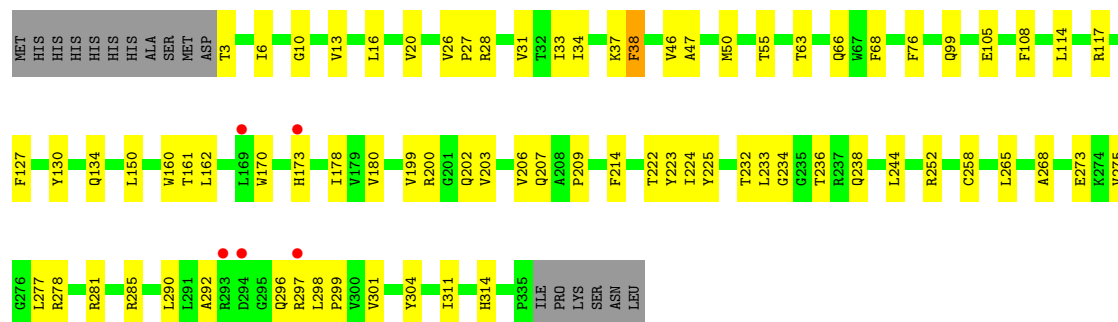 MET HIS HIS HIS HIS HIS HIS ALA SER MET ASP T3 I6 G10 V13 L16 V20 V26 P27 R28 V31 T32 I33 I34 K37 F38 V46 A47 M50 T55 T63 Q66 W67 F68 F76 Q99 E105 F108 L114 R117
F127 Y130 Q134 L150 W160 T161 L162 L169 W170 H173 I178 V179 V180 V199 R200 G201 Q202 V203 V206 Q207 A208 P209 F214 T222 Y223 I224 Y225 T232 L233 G234 G235 T236 R237 Q238 L244 R252 C258 L265 A268 E273 K274
G276 L277 R278 R281 R285 L290 L291 A292 R293 D294 G295 Q296 R297 L298 P299 V300 V301 Y304 I311 H314 P335 ILE PRO LYS SER ASN LEU